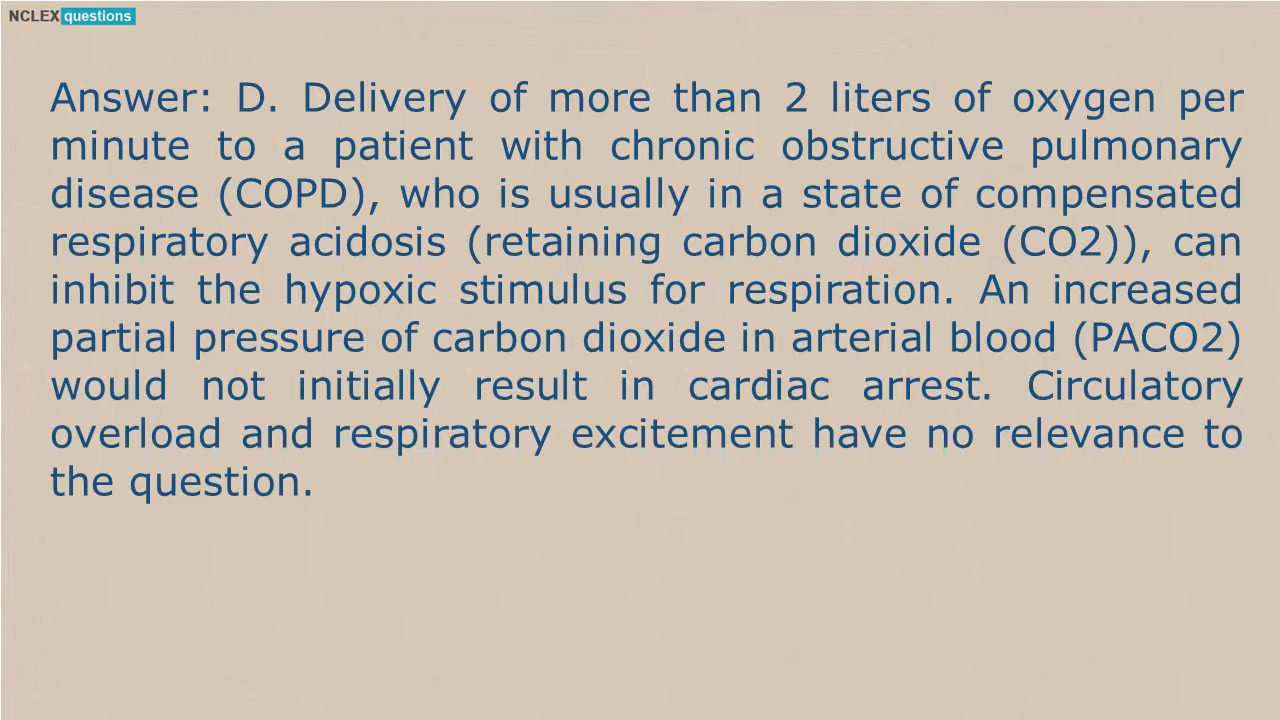 NCLEX questions
Answer: D. Delivery of more than 2 liters of oxygen per
minute to a patient with chronic obstructive pulmonary
disease (COPD), who is usually in a state of compensated
respiratory acidosis (retaining carbon dioxide (CO2)), can
inhibit the hypoxic stimulus for respiration. An increased
partial pressure of carbon dioxide in arterial blood (PACO2)
would not initially result in cardiac arrest. Circulatory
overload and respiratory excitement have no relevance to
the question.